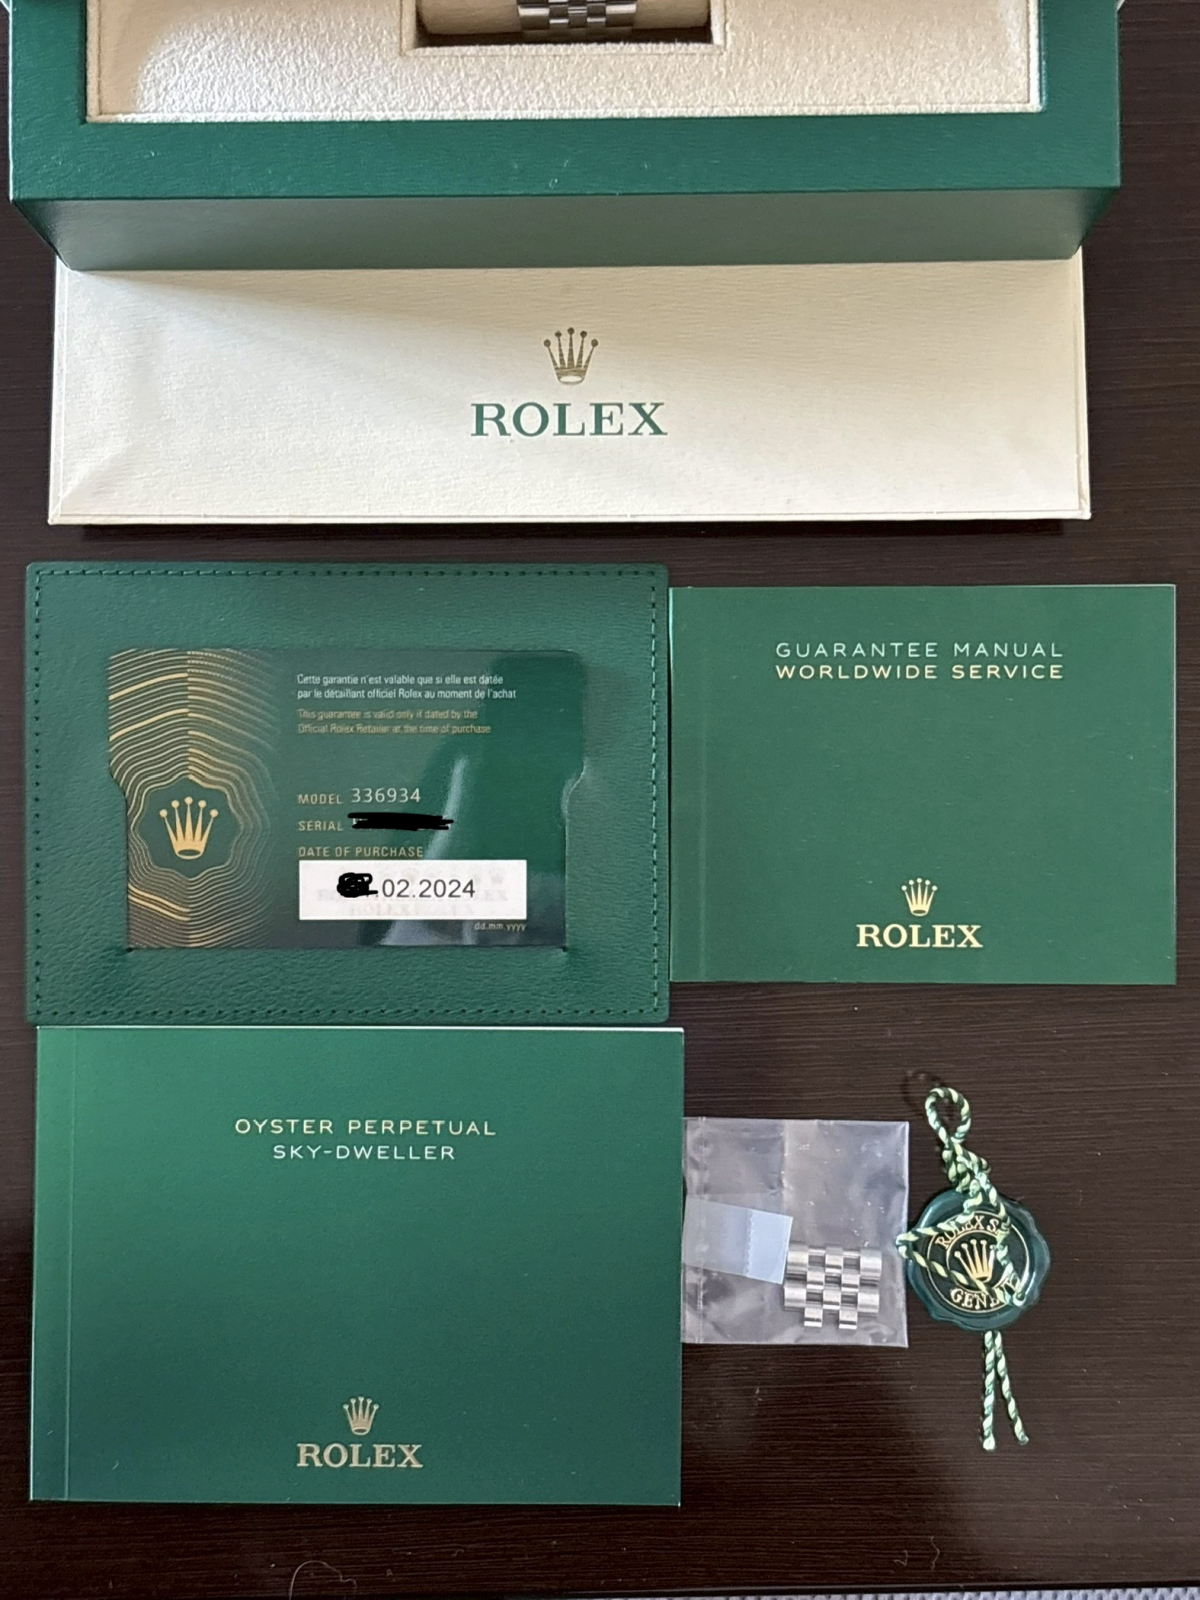 ROLEX
Cette garantie n'est valable que si elle est datée
par le détaillant officiel Rolex au moment de l'achat
This guarantee is valid only if dated by the
Official Rolex Retailer at the time of purchase
MODEL 336934
SERIAL
DATE OF PURCHASE
.02.2024
dd.mm.yyyy
GUARANTEE MANUAL
WORLDWIDE SERVICE
ROLEX
OYSTER PERPETUAL
SKY-DWELLER
ROLEX
ROLEX S.A